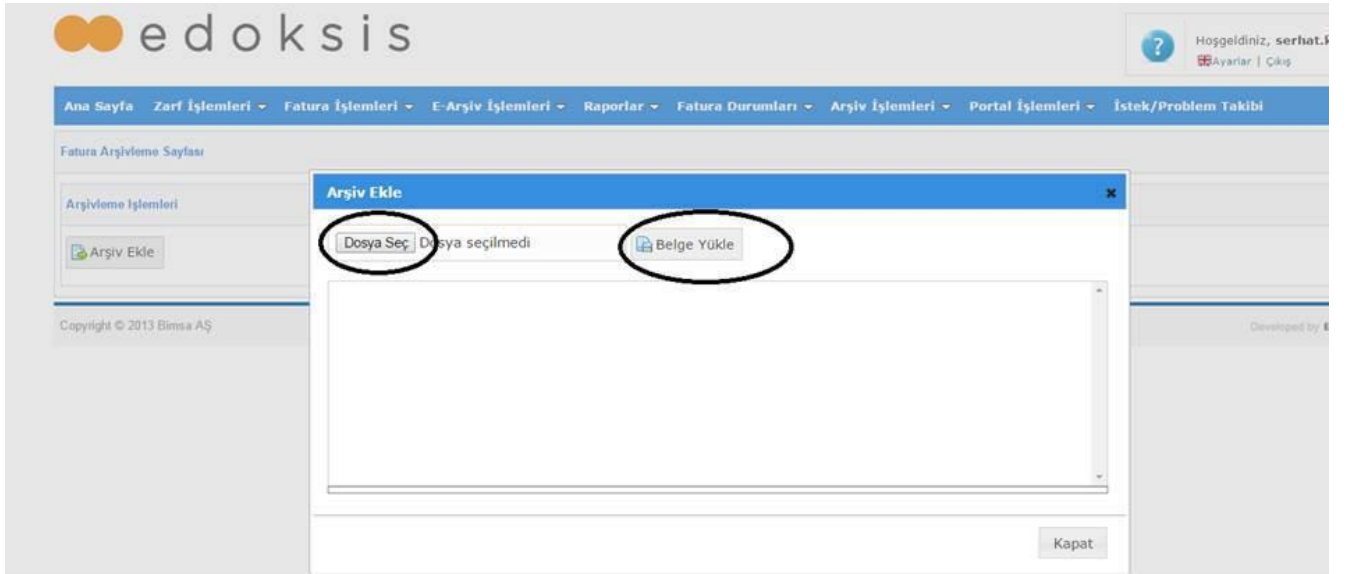 edoksis
Hoşgeldiniz, serhat.
Ayarlar | Çıkış
Ana Sayfa Zarf İşlemleri Fatura İşlemleri E-Arşiv İşlemleri Raporlar Fatura Durumları Arşiv İşlemleri Portal İşlemleri İstek/Problem Takibi
Fatura Arşivleme Sayfası
Arşiv Ekle
Arşivleme İşlemleri
Dosya Seç Dosya seçilmedi Belge Yükle
Arşiv Ekle
Copyright © 2013 Bimsa AŞ
Developed by
Kapat